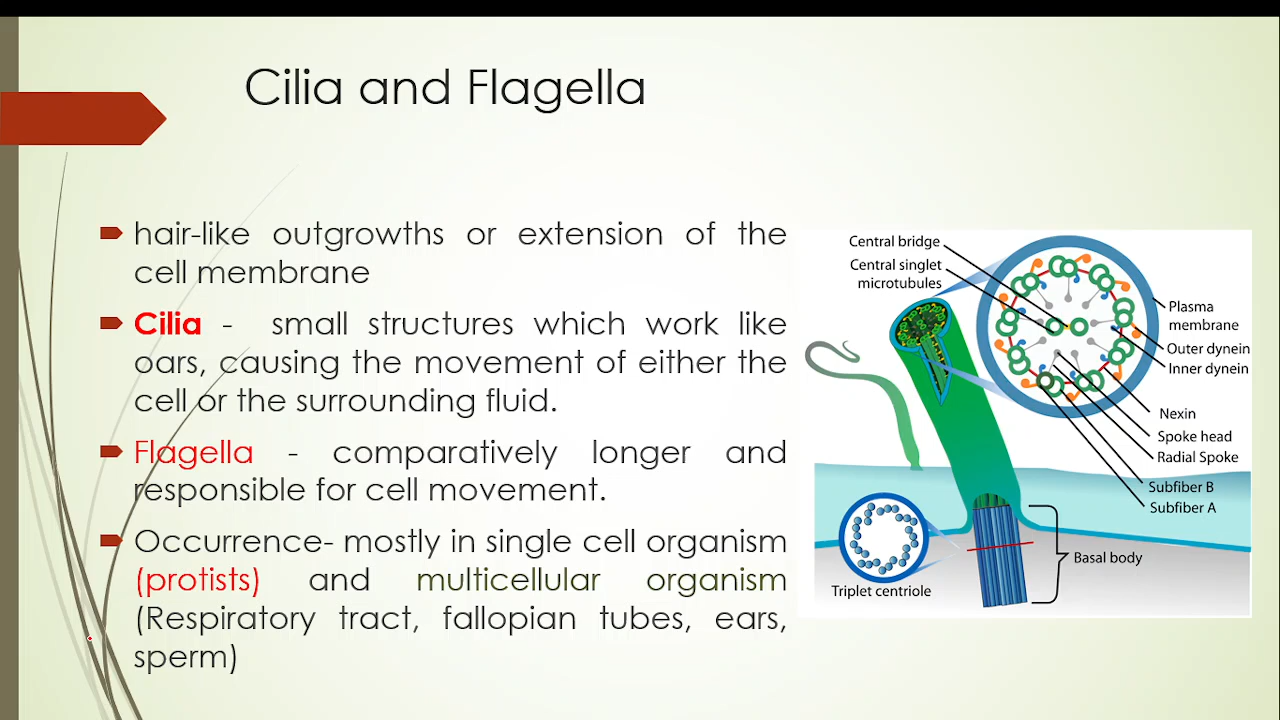 Cilia and Flagella
hair-like outgrowths or extension of the
cell membrane
Cilia - small structures which work like
oars, causing the movement of either the
cell or the surrounding fluid.
Flagella - comparatively longer and
responsible for cell movement.
Occurrence- mostly in single cell organism
(protists) and multicellular organism
(Respiratory tract, fallopian tubes, ears,
sperm)
Central bridge
Central singlet
microtubules
Plasma
membrane
Outer dynein
Inner dynein
Nexin
Spoke head
Radial Spoke
Subfiber B
Subfiber A
Basal body
Triplet centriole